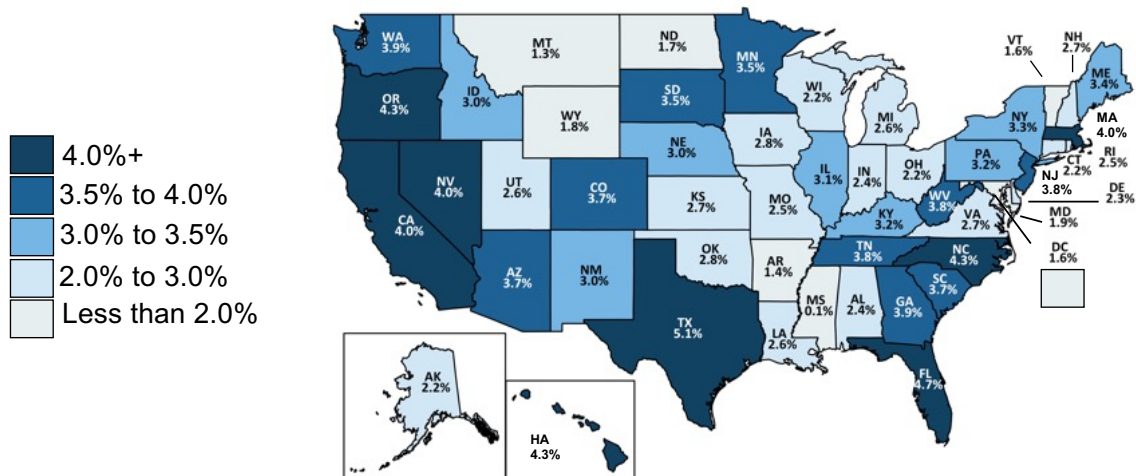 4.0%+
3.5% to 4.0%
3.0% to 3.5%
2.0% to 3.0%
Less than 2.0%
WA
3.9%
OR
4.3%
CA
4.0%
NV
4.0%
ID
3.0%
MT
1.3%
WY
1.8%
UT
2.6%
AZ
3.7%
CO
3.7%
NM
3.0%
ND
1.7%
SD
3.5%
NE
3.0%
KS
2.7%
OK
2.8%
TX
5.1%
MN
3.5%
IA
2.8%
MO
2.5%
AR
1.4%
LA
2.6%
WI
2.2%
IL
3.1%
MI
2.6%
IN
2.4%
OH
2.2%
KY
3.2%
TN
3.8%
MS
0.1%
AL
2.4%
GA
3.9%
FL
4.7%
SC
3.7%
NC
4.3%
VA
2.7%
WV
3.8%
PA
3.2%
NY
3.3%
VT
1.6%
NH
2.7%
ME
3.4%
MA
4.0%
RI
2.5%
CT
2.2%
NJ
3.8%
DE
2.3%
MD
1.9%
DC
1.6%
AK
2.2%
HA
4.3%